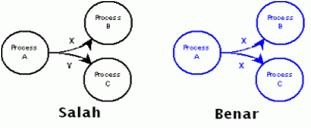 Process
A
X
Y
Process
B
Process
C
Salah
Process
A
X
X
Process
B
Process
C
Benar